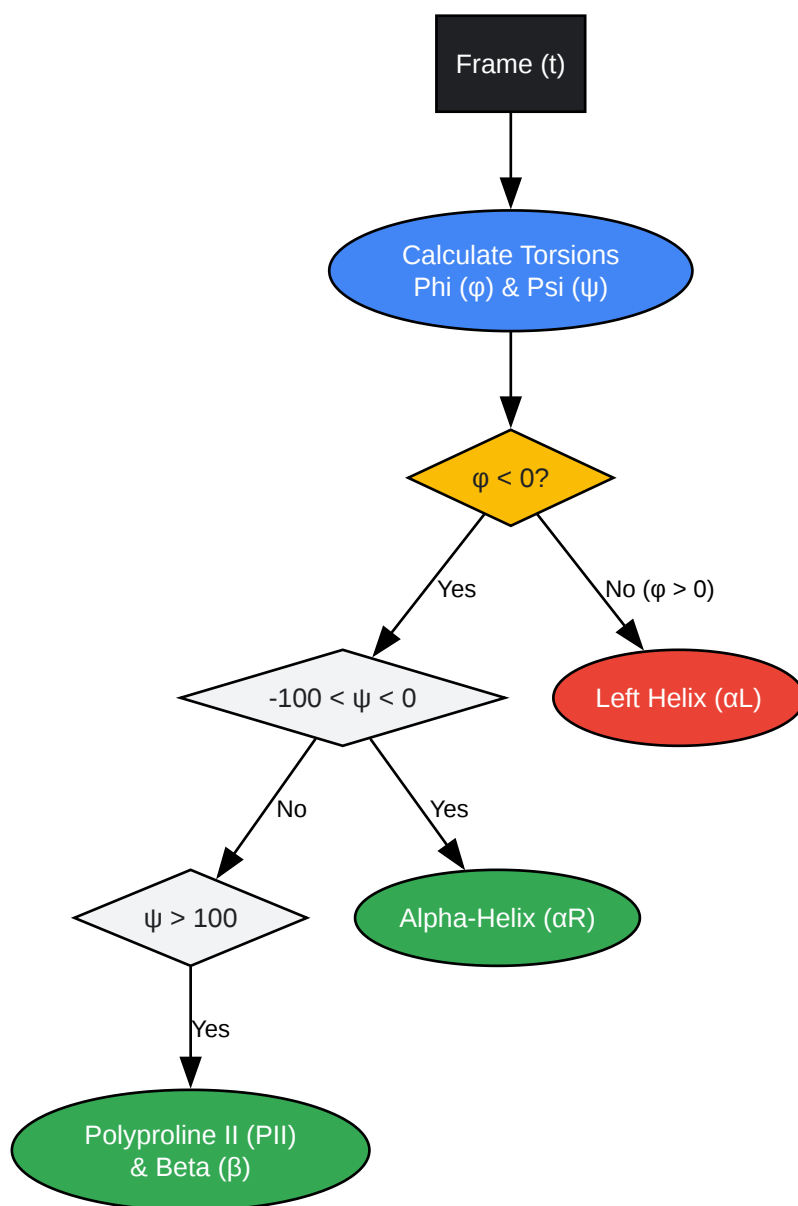 Frame (t)
Calculate Torsions
Phi (φ) & Psi (ψ)
φ < 0?
Yes
No (φ > 0)
-100 < ψ < 0
Left Helix (αL)
No
Yes
ψ > 100
Alpha-Helix (αR)
Yes
Polyproline II (PII)
& Beta (β)